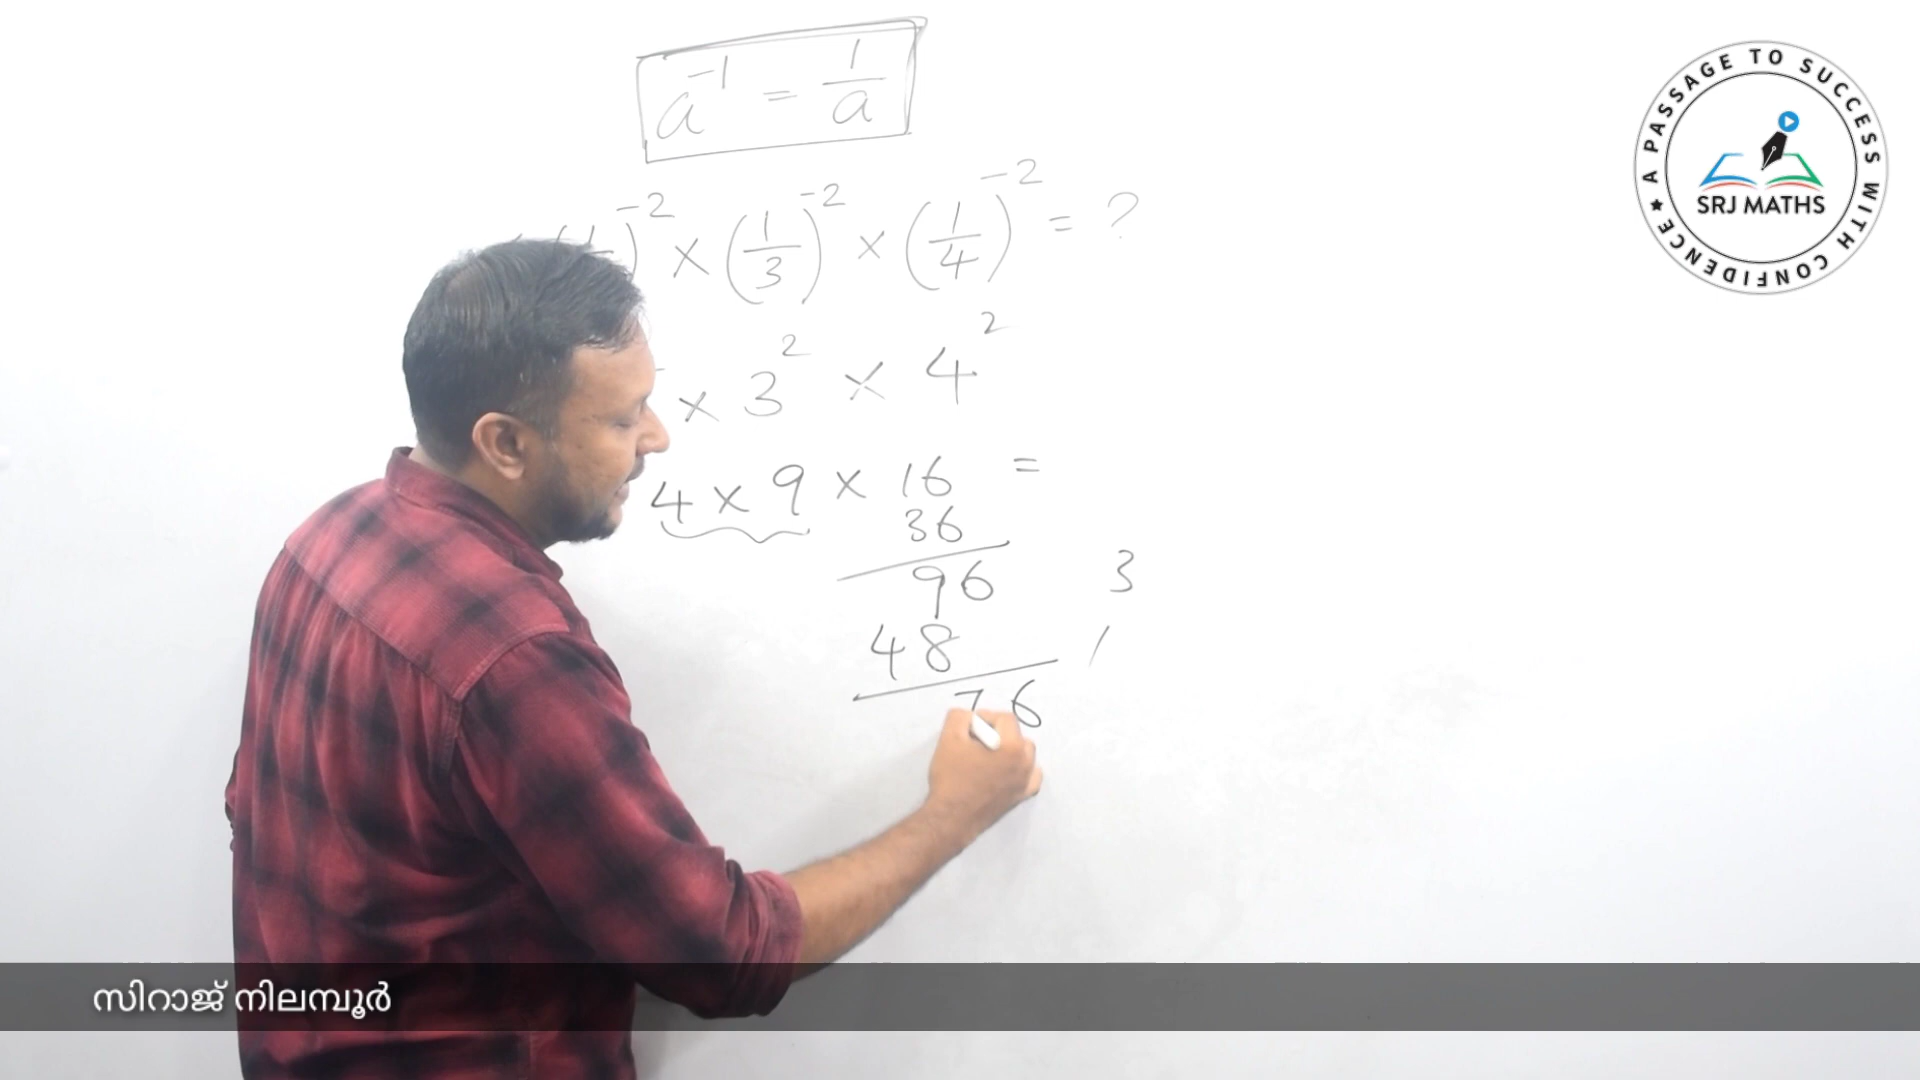 a⁻¹ = 1/a
)⁻² × (1/3)⁻² × (1/4)⁻² = ?
× 3² × 4²
4 × 9 × 16 =
36
96 3
48 1
76
A PASSAGE TO SUCCESS WITH CONFIDENCE ★
SRJ MATHS
സിറാജ് നിലമ്പൂർ